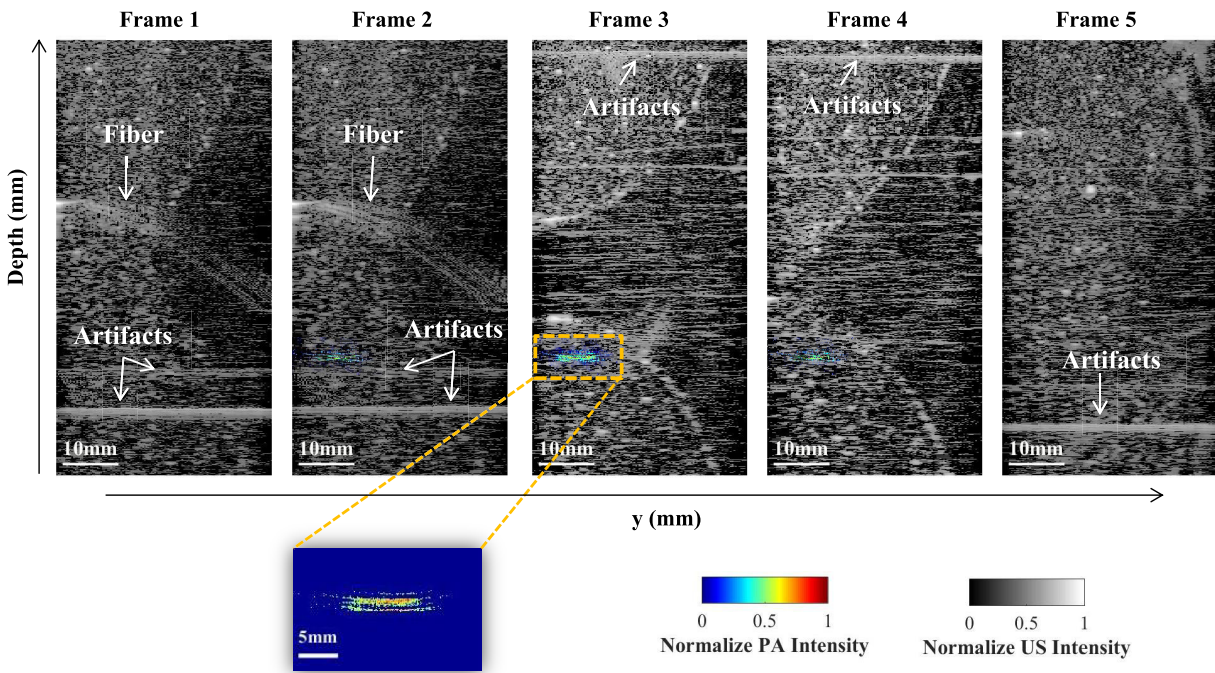 Frame 1
Frame 2
Frame 3
Frame 4
Frame 5
Depth (mm)
Fiber
Fiber
Artifacts
Artifacts
Artifacts
Artifacts
Artifacts
10mm
10mm
10mm
10mm
10mm
y (mm)
5mm
0 0.5 1
Normalize PA Intensity
0 0.5 1
Normalize US Intensity